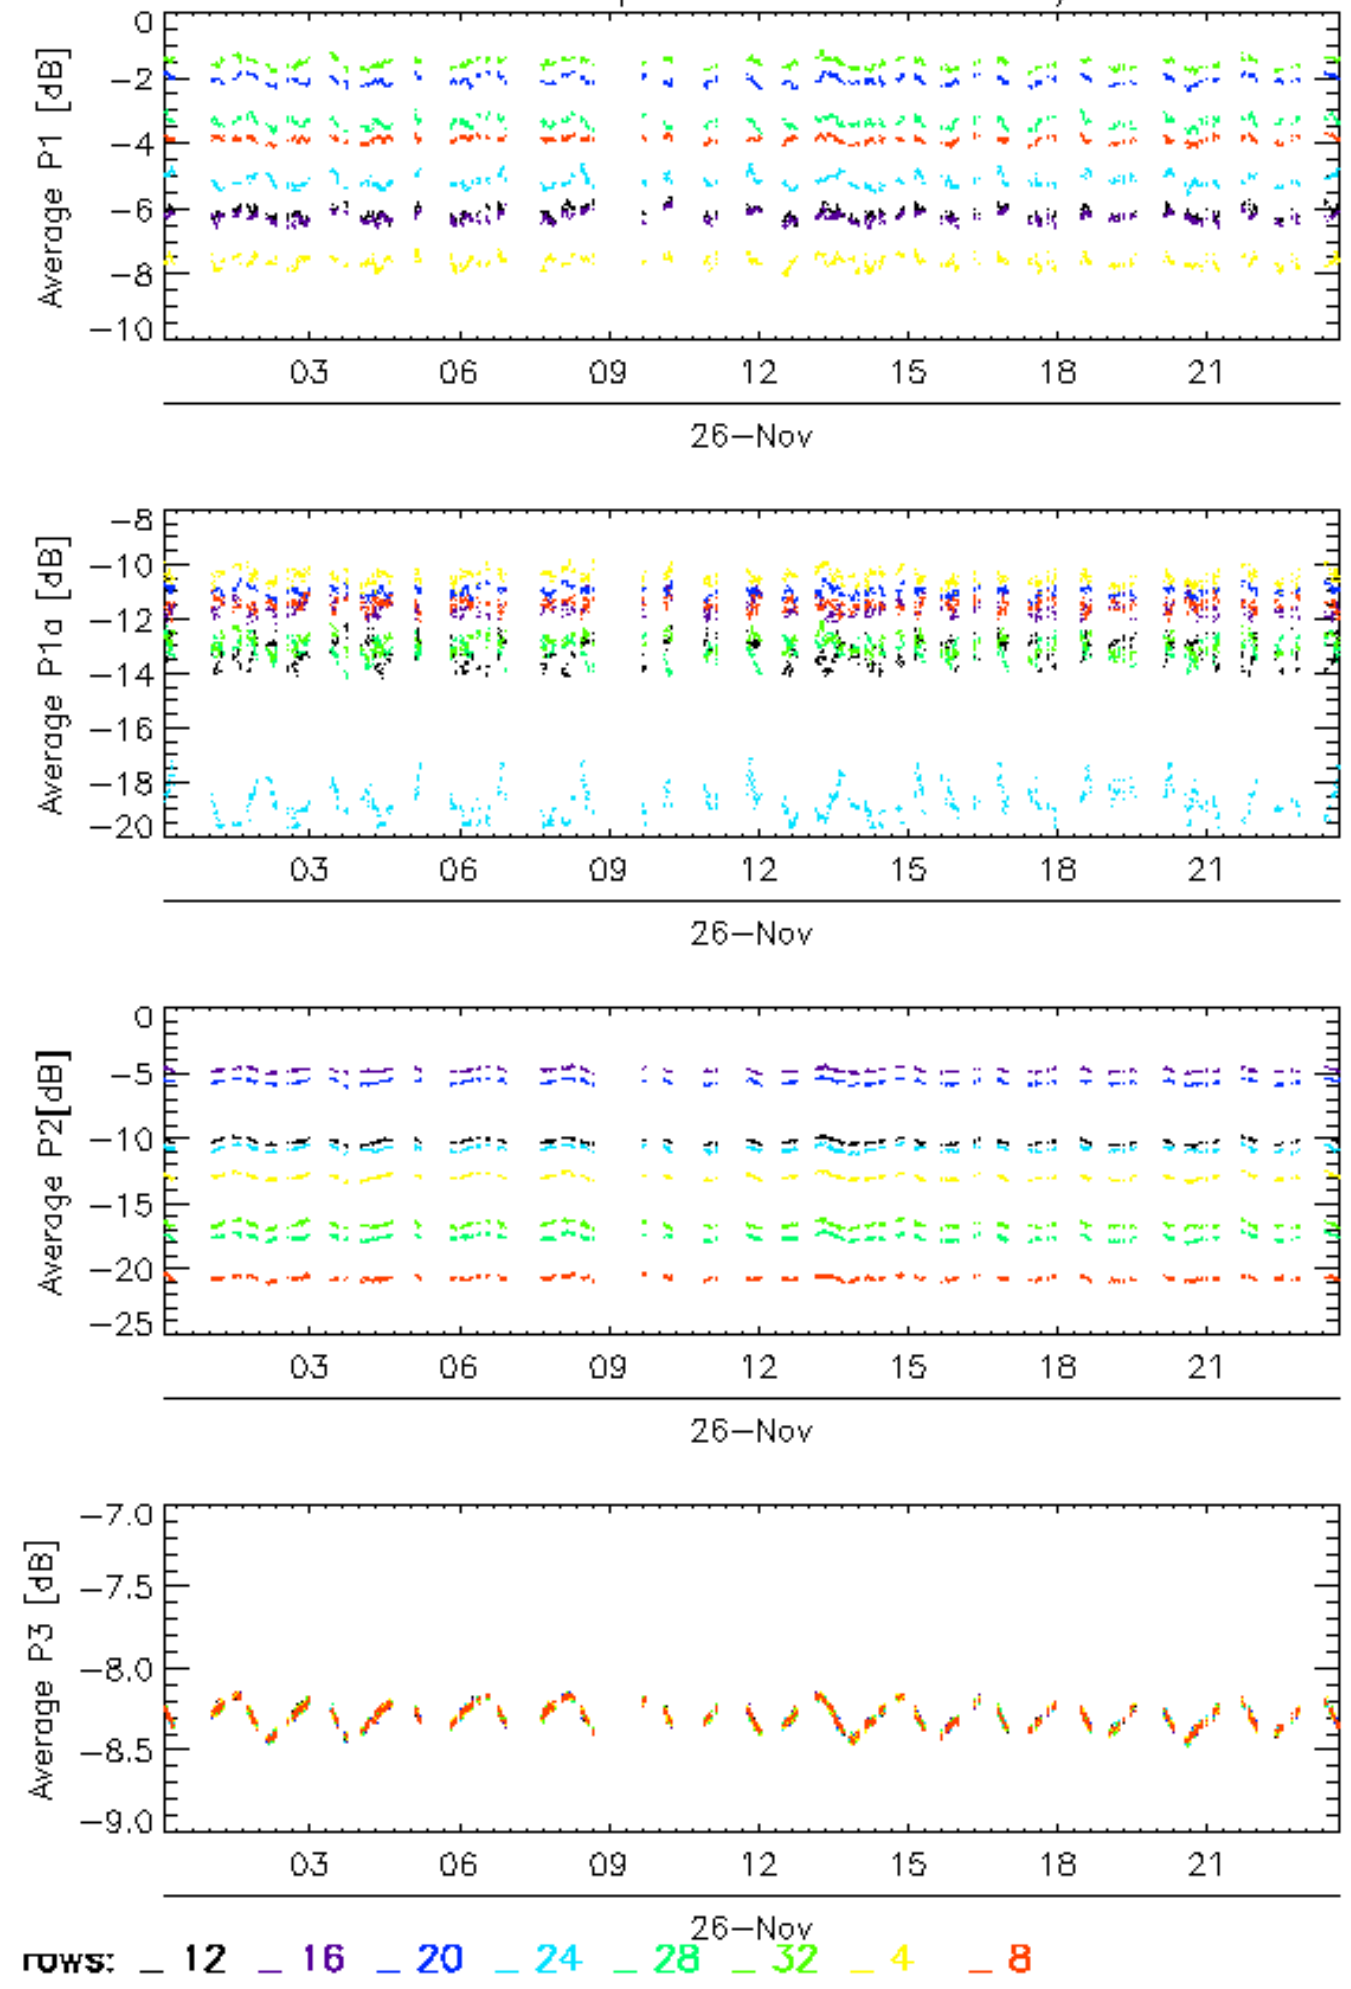 0
−2
−4
−6
−8
−10
Average P1 [dB]
03 06 09 12 15 18 21
26−Nov
−8
−10
−12
−14
−16
−18
−20
Average P1a [dB]
03 06 09 12 15 18 21
26−Nov
0
−5
−10
−15
−20
−25
Average P2[dB]
03 06 09 12 15 18 21
26−Nov
−7.0
−7.5
−8.0
−8.5
−9.0
Average P3 [dB]
03 06 09 12 15 18 21
26−Nov
rows: _ 12 _ 16 _ 20 _ 24 _ 28 _ 32 _ 4 _ 8